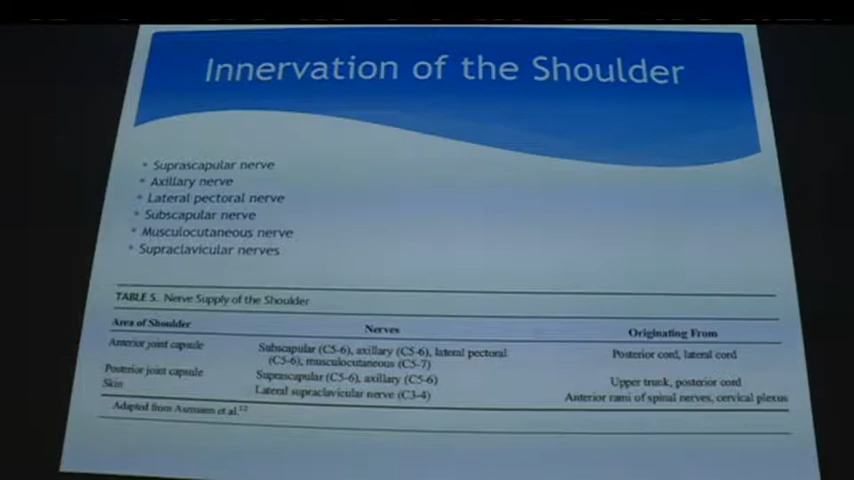 Innervation of the Shoulder
• Suprascapular nerve
• Axillary nerve
• Lateral pectoral nerve
• Subscapular nerve
• Musculocutaneous nerve
• Supraclavicular nerves
TABLE 5. Nerve Supply of the Shoulder
Area of Shoulder Nerves Originating From
Anterior joint capsule Subscapular (C5-6), axillary (C5-6), lateral pectoral Posterior cord, lateral cord
(C5-6), musculocutaneous (C5-7)
Posterior joint capsule Suprascapular (C5-6), axillary (C5-6) Upper trunk, posterior cord
Skin Lateral supraclavicular nerve (C3-4) Anterior rami of spinal nerves, cervical plexus
Adapted from et al.